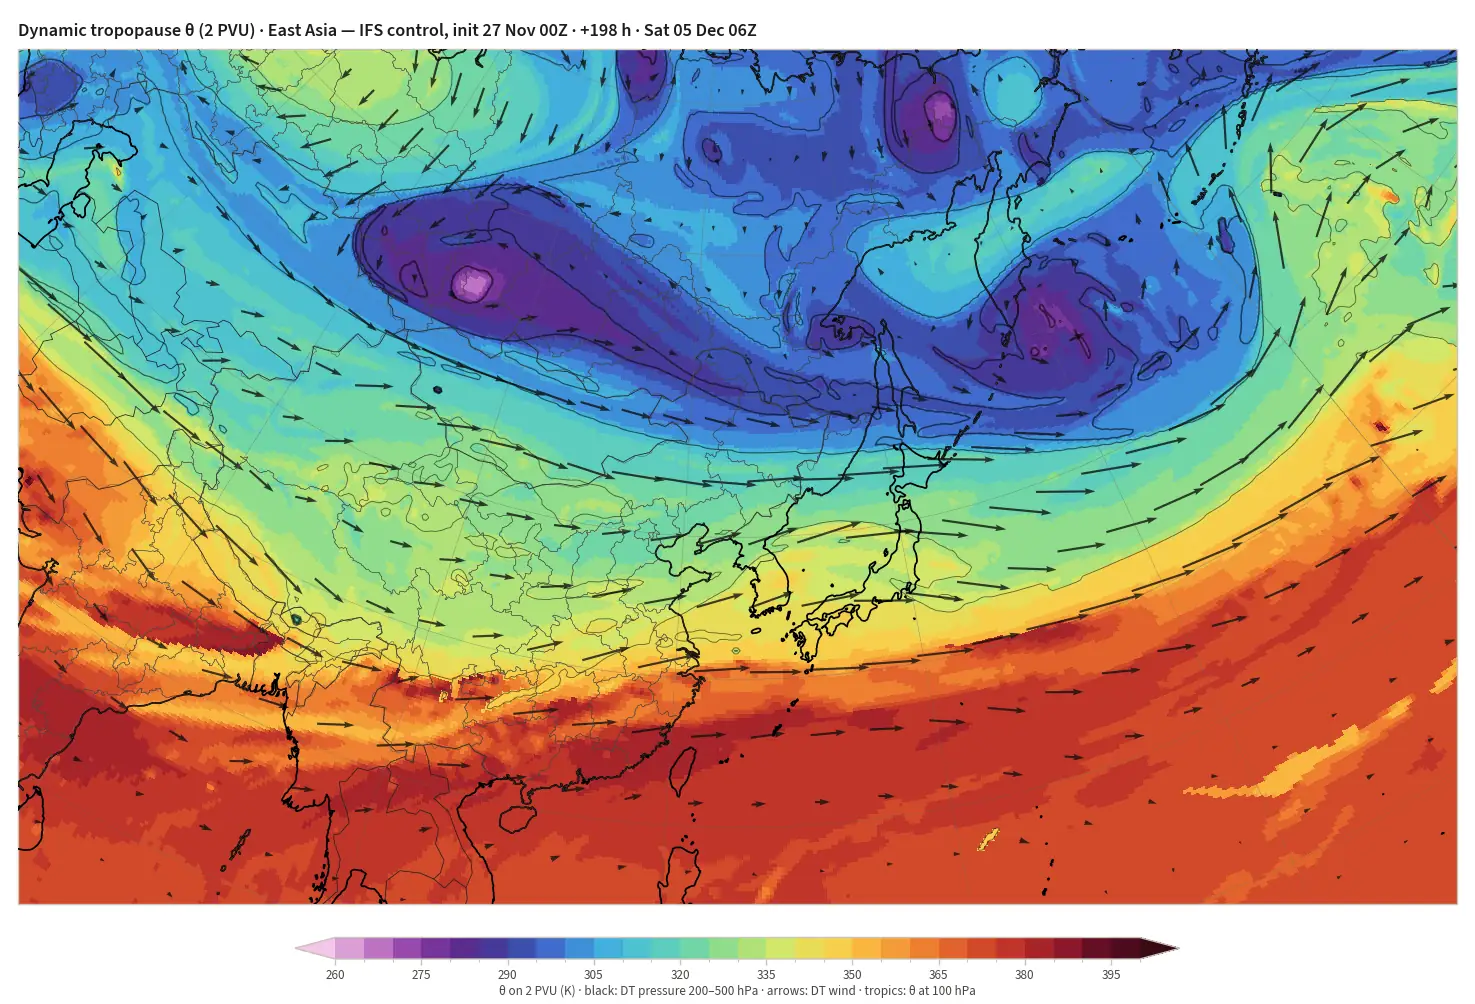 Dynamic tropopause θ (2 PVU) · East Asia — IFS control, init 27 Nov 00Z · +198 h · Sat 05 Dec 06Z
260 275 290 305 320 335 350 365 380 395
θ on 2 PVU (K) · black: DT pressure 200–500 hPa · arrows: DT wind · tropics: θ at 100 hPa